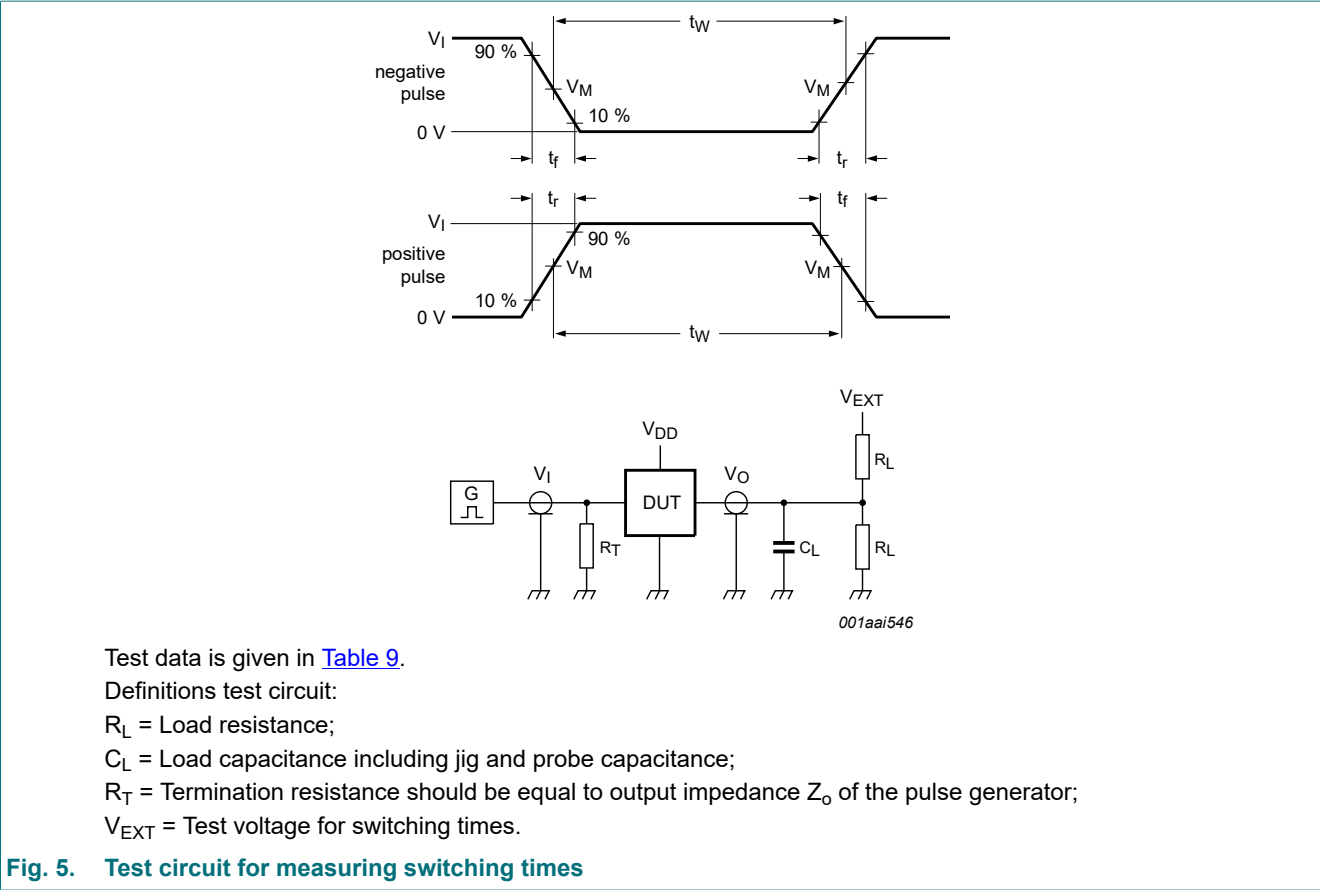 tW
VI
90 %
negative
pulse
VM
VM
10 %
0 V
tf
tr
tr
tf
VI
90 %
positive
pulse
VM
VM
10 %
0 V
tW
VEXT
VDD
RL
VI
VO
G
DUT
RT
CL
RL
001aai546
Test data is given in Table 9.
Definitions test circuit:
RL = Load resistance;
CL = Load capacitance including jig and probe capacitance;
RT = Termination resistance should be equal to output impedance Zo of the pulse generator;
VEXT = Test voltage for switching times.
Fig. 5. Test circuit for measuring switching times